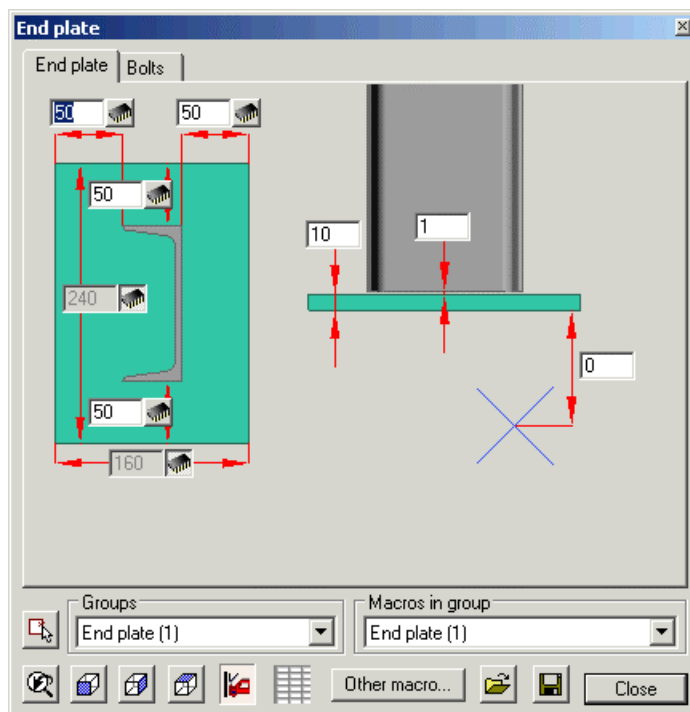 End plate
End plate Bolts
50 50
50
10 1
240
0
50
160
Groups Macros in group
End plate (1) End plate (1)
Other macro... Close